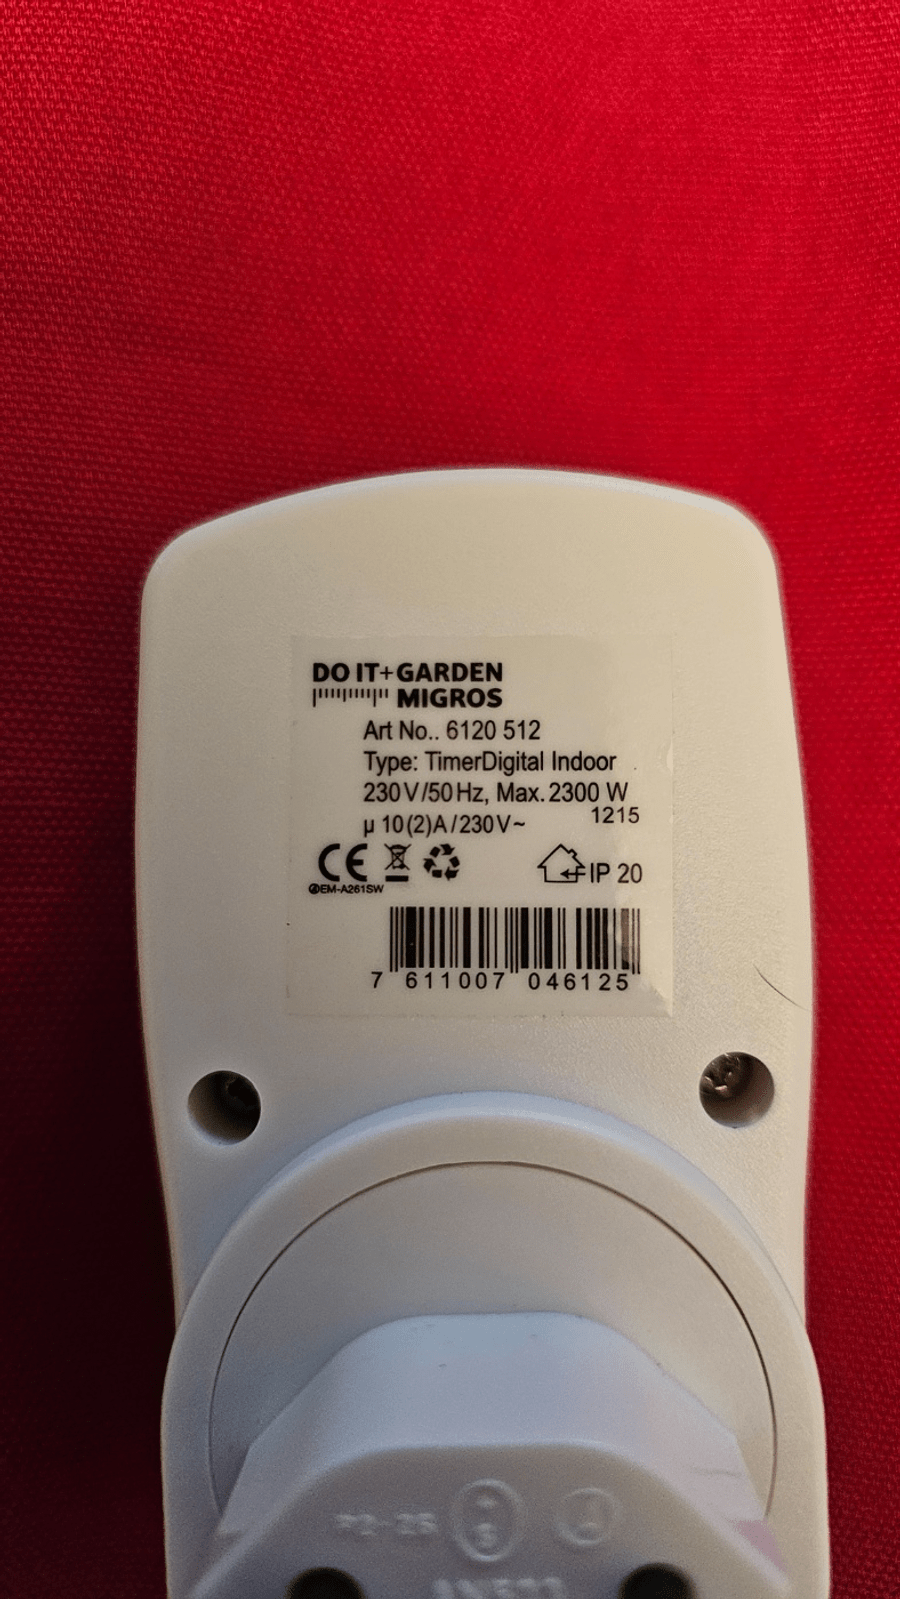 DO IT+GARDEN
MIGROS
Art No.. 6120 512
Type: TimerDigital Indoor
230V/50Hz, Max. 2300 W
1215
µ 10(2)A/230V~
CE
IP 20
EM-A261SW
7 611007 046125